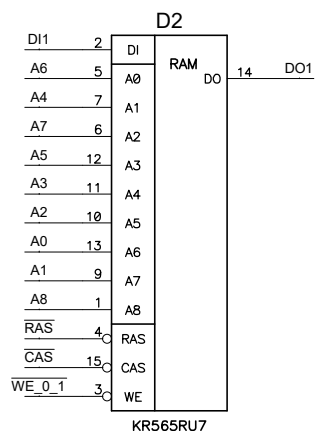 D2
DI1 2 DI RAM
A6 5 A0 DO 14 DO1
A4 7 A1
A7 6 A2
A5 12 A3
A3 11 A4
A2 10 A5
A0 13 A6
A1 9 A7
A8 1 A8
RAS 4 RAS
CAS 15 CAS
WE_0_1 3 WE
KR565RU7